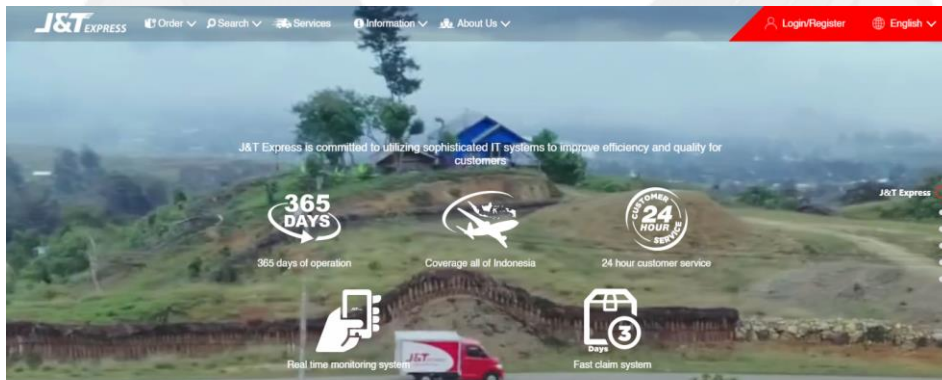 J&T EXPRESS
Order
Search
Services
Information
About Us
Login/Register
English
J&T Express is committed to utilizing sophisticated IT systems to improve efficiency and quality for
customers
J&T Express
365
DAYS
CUSTOMER
24
HOUR
SERVICE
365 days of operation
Coverage all of Indonesia
24 hour customer service
3
Days
J&T
Real time monitoring system
Fast claim system